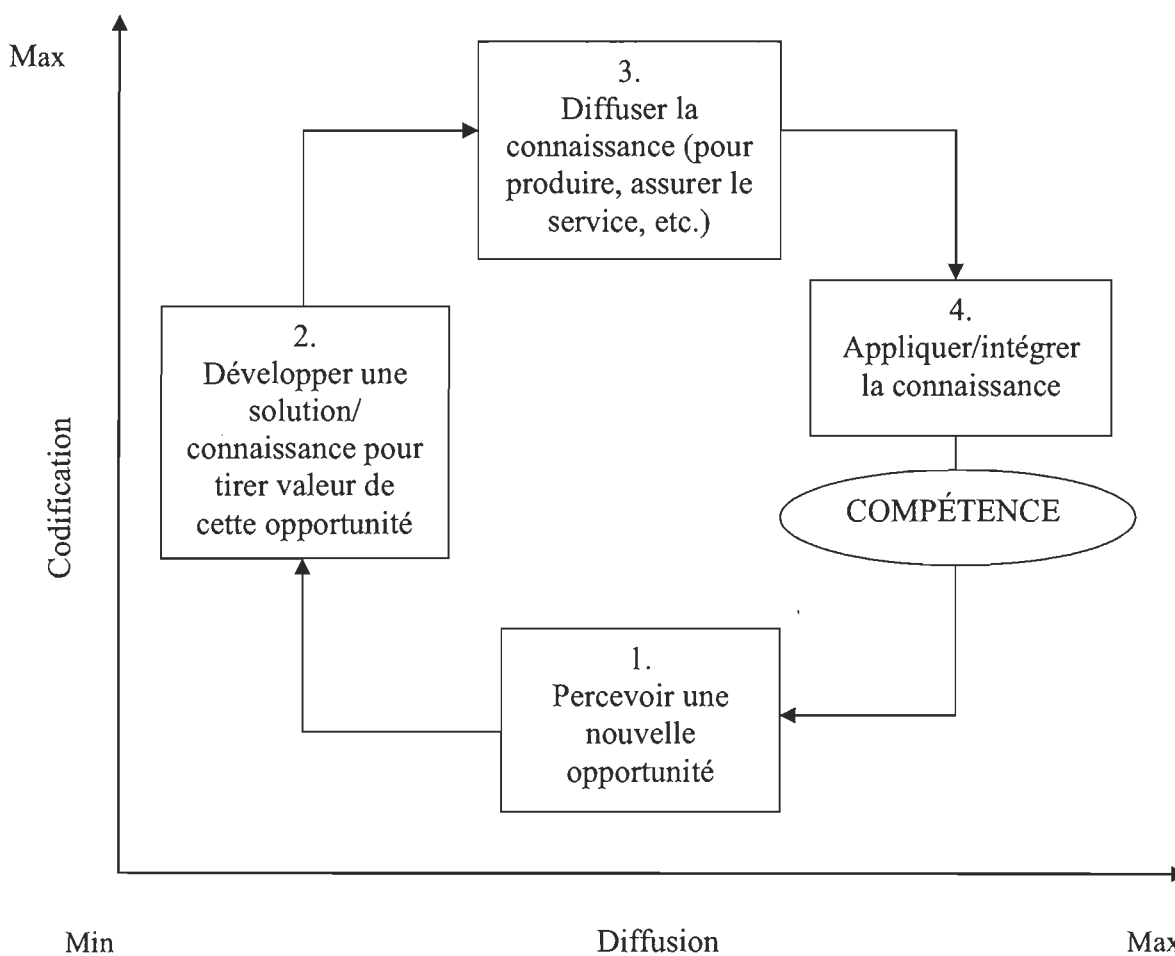 Max
3.
Diffuser la
connaissance (pour
produire, assurer le
service, etc.)
2.
Développer une
solution/
connaissance pour
tirer valeur de
cette opportunité
4.
Appliquer/intégrer
la connaissance
COMPÉTENCE
Codification
1.
Percevoir une
nouvelle
opportunité
Min
Diffusion
Max